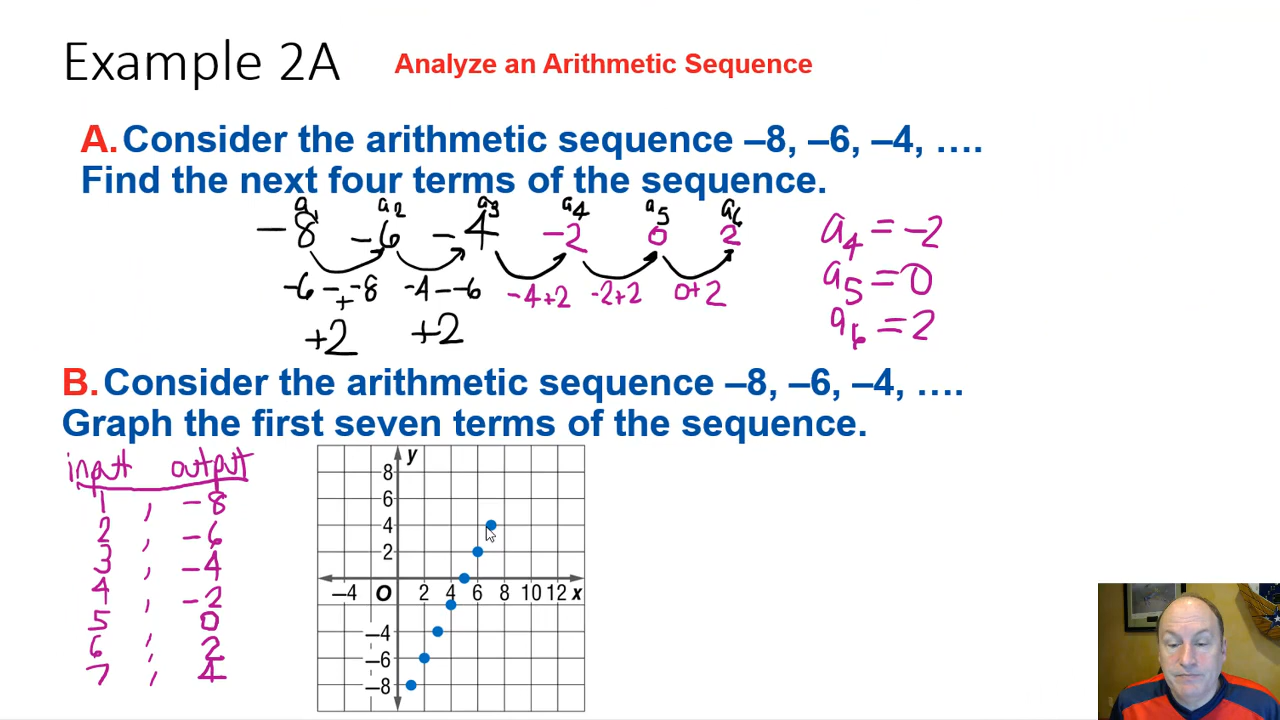 Example 2A
Analyze an Arithmetic Sequence
A. Consider the arithmetic sequence –8, –6, –4, ….
Find the next four terms of the sequence.
a1 a2 a3 a4 a5 a6
-8 -6 -4 -2 0 2
-6 - -8 -4 - -6 -4+2 -2+2 0+2
+
+2 +2
a4 = -2
a5 = 0
a6 = 2
B. Consider the arithmetic sequence –8, –6, –4, ….
Graph the first seven terms of the sequence.
input output
1 , -8
2 , -6
3 , -4
4 , -2
5 , 0
6 , 2
7 , 4
y
8
6
4
2
–4 O 2 4 6 8 10 12 x
–4
–6
–8